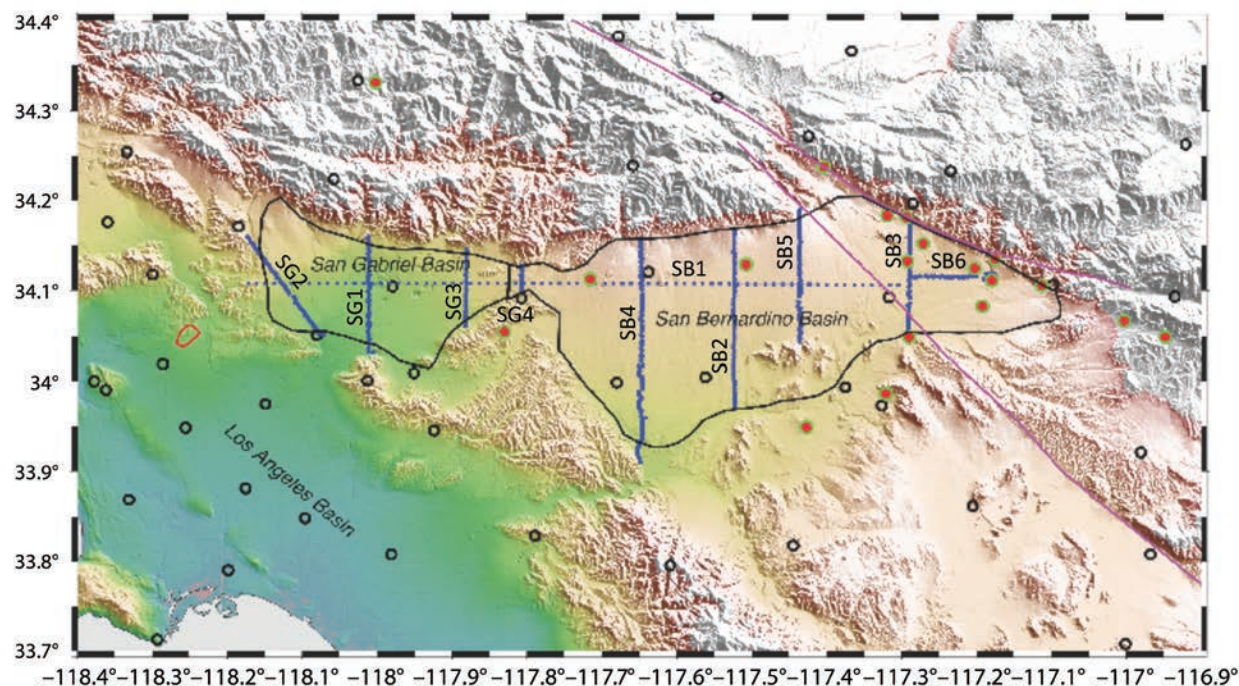 34.4°
34.3°
34.2°
34.1°
34°
33.9°
33.8°
33.7°
San Gabriel Basin
SG2
SG1
SG3
SG4
SB4
SB1
SB2
SB5
SB3
SB6
San Bernardino Basin
Los Angeles Basin
−118.4° −118.3° −118.2° −118.1° −118° −117.9° −117.8° −117.7° −117.6° −117.5° −117.4° −117.3° −117.2° −117.1° −117° −116.9°